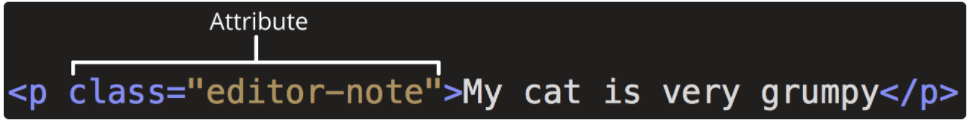 Attribute
<p class="editor-note">My cat is very grumpy</p>